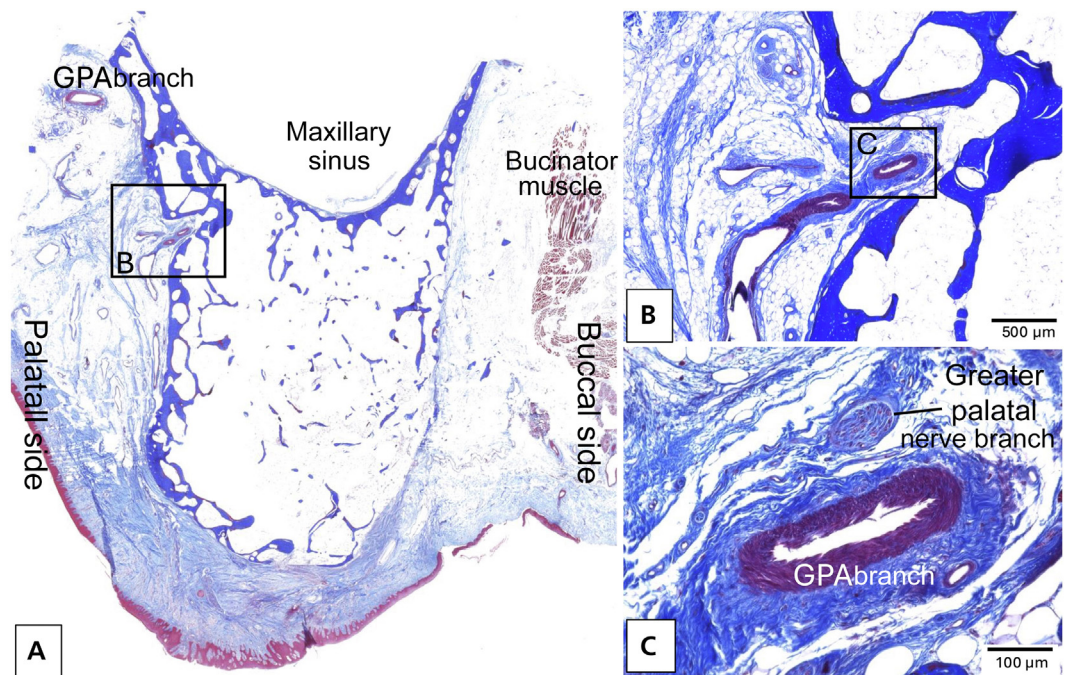 GPAbranch
Maxillary
sinus
Bucinator
muscle
B
Palatall side
Buccal side
A
C
B
500 µm
Greater
palatal
nerve branch
GPAbranch
C
100 µm